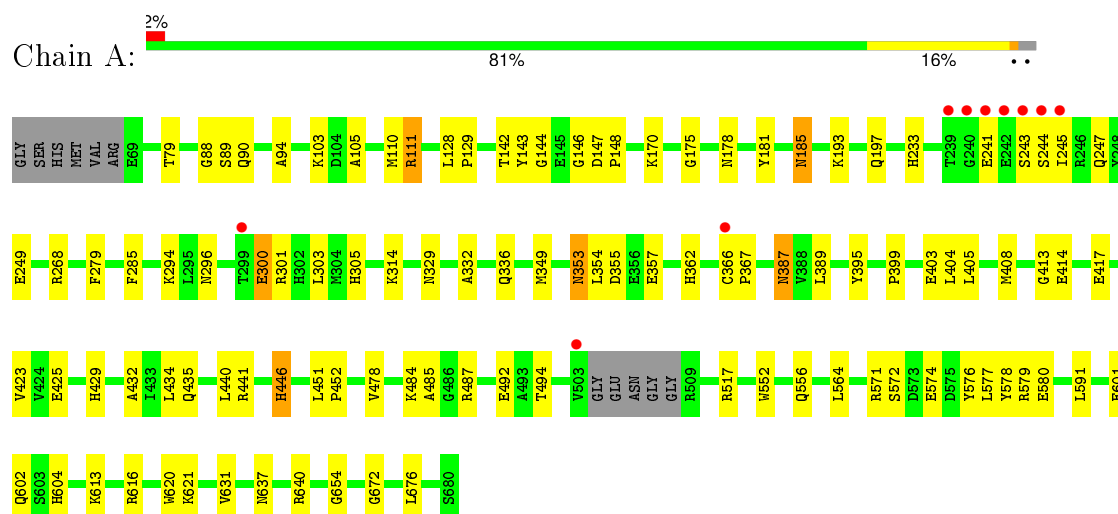 2%
Chain A:
81% 16% ••
GLY SER HIS MET VAL ARG E69 T79 G88 S89 Q90 A94 K103 D104 A105 M110 R111 L128 P129 T142 Y143 G144 E145 G146 D147 P148 K170 G175 N178 Y181 N185 K193 Q197 H233 T239 G240 E241 E242 S243 S244 I245 R246 Q247 Y248
E249 R268 F279 F285 K294 L295 N296 T299 E300 R301 H302 L303 M304 H305 K314 N329 A332 Q336 M349 N353 L354 D355 E356 E357 H362 C366 P367 N387 V388 L389 Y395 P399 E403 L404 L405 M408 G413 E414 E417
V423 V424 E425 H429 A432 I433 L434 Q435 L440 R441 H446 L451 P452 V478 K484 A485 G486 R487 E492 A493 T494 V503 GLY GLU ASN GLY GLY R509 R517 W552 Q556 L564 R571 S572 D573 E574 D575 Y576 L577 Y578 R579 E580 L591
Q602 S603 H604 K613 R616 W620 K621 V631 N637 R640 G654 G672 L676 S680